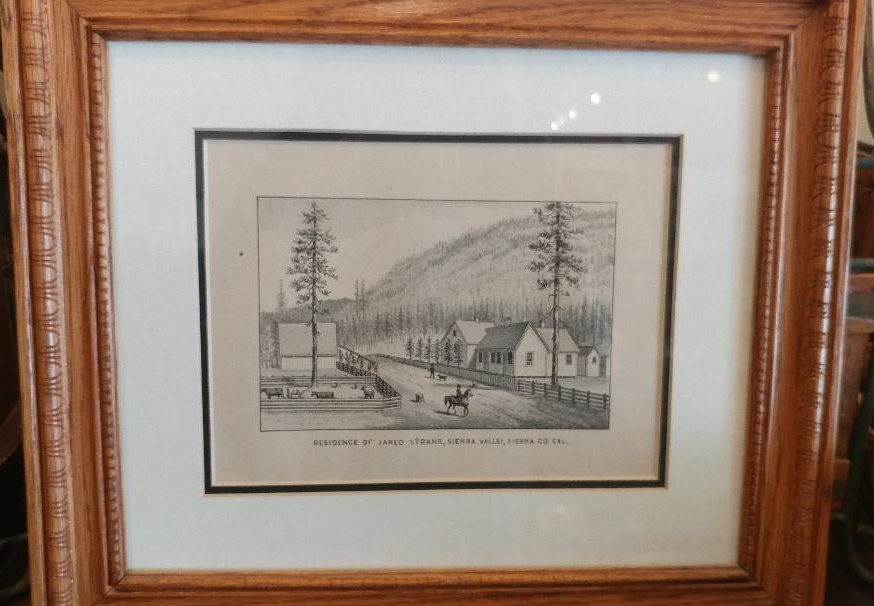 RESIDENCE OF JARED STRANG, SIERRA VALLEY, SIERRA CO. CAL.